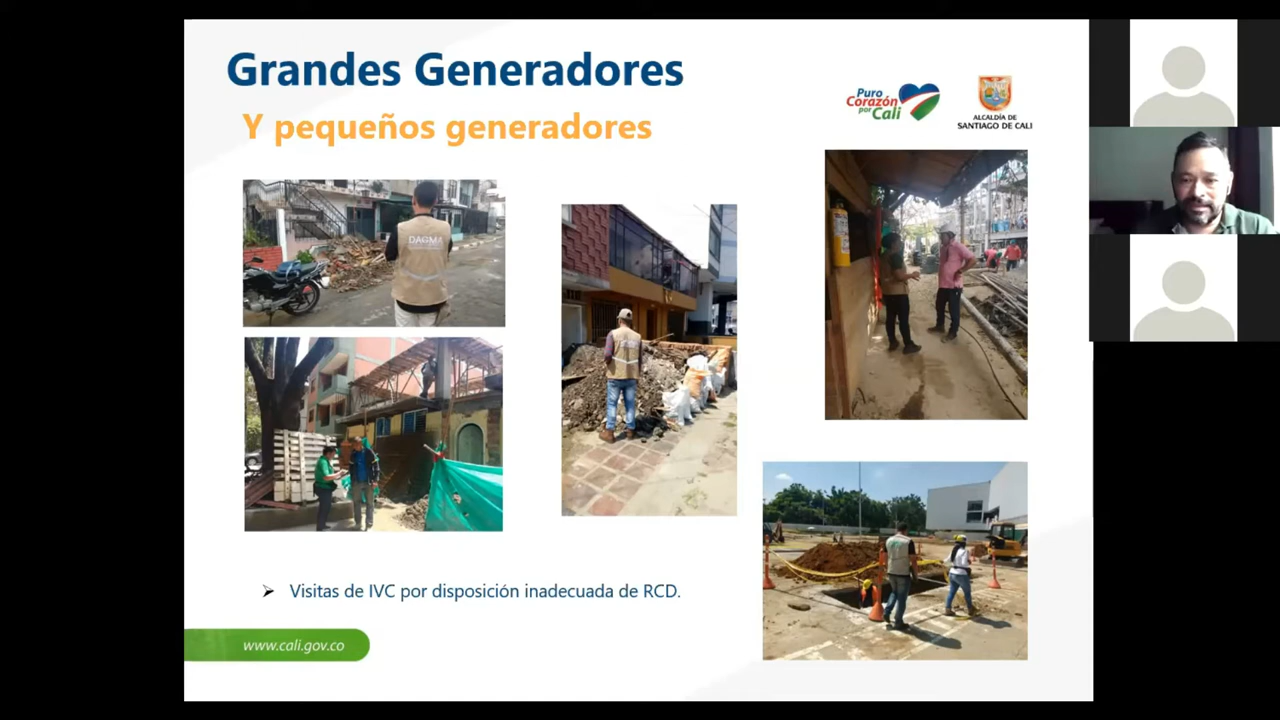 Grandes Generadores
Y pequeños generadores
Puro
Corazón
por
Cali
ALCALDÍA DE
SANTIAGO DE CALI
DAGMA
Visitas de IVC por disposición inadecuada de RCD.
www.cali.gov.co